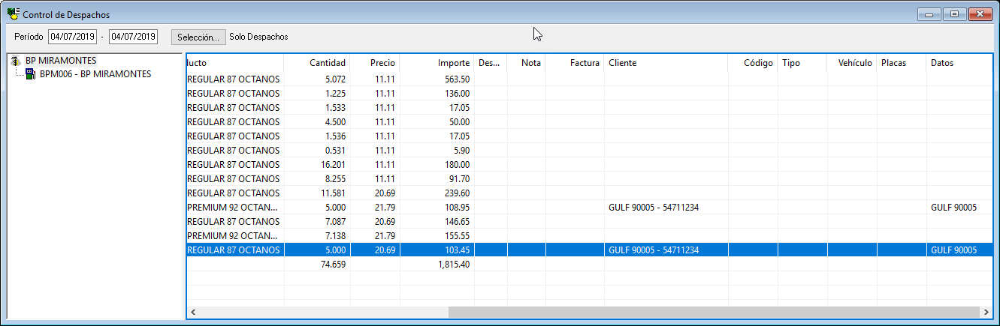 Control de Despachos
Período 04/07/2019 - 04/07/2019 Selección... Solo Despachos
BP MIRAMONTES
BPM006 - BP MIRAMONTES
lucto Cantidad Precio Importe Des... Nota Factura Cliente Código Tipo Vehículo Placas Datos
REGULAR 87 OCTANOS 5.072 11.11 563.50
REGULAR 87 OCTANOS 1.225 11.11 136.00
REGULAR 87 OCTANOS 1.533 11.11 17.05
REGULAR 87 OCTANOS 4.500 11.11 50.00
REGULAR 87 OCTANOS 1.536 11.11 17.05
REGULAR 87 OCTANOS 0.531 11.11 5.90
REGULAR 87 OCTANOS 16.201 11.11 180.00
REGULAR 87 OCTANOS 8.255 11.11 91.70
REGULAR 87 OCTANOS 11.581 20.69 239.60
PREMIUM 92 OCTAN... 5.000 21.79 108.95 GULF 90005 - 54711234 GULF 90005
REGULAR 87 OCTANOS 7.087 20.69 146.65
PREMIUM 92 OCTAN... 7.138 21.79 155.55
REGULAR 87 OCTANOS 5.000 20.69 103.45 GULF 90005 - 54711234 GULF 90005
74.659 1,815.40